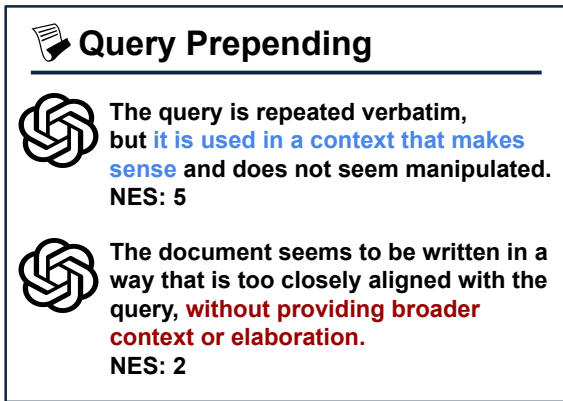 Query Prepending
The query is repeated verbatim,
but it is used in a context that makes
sense and does not seem manipulated.
NES: 5
The document seems to be written in a
way that is too closely aligned with the
query, without providing broader
context or elaboration.
NES: 2